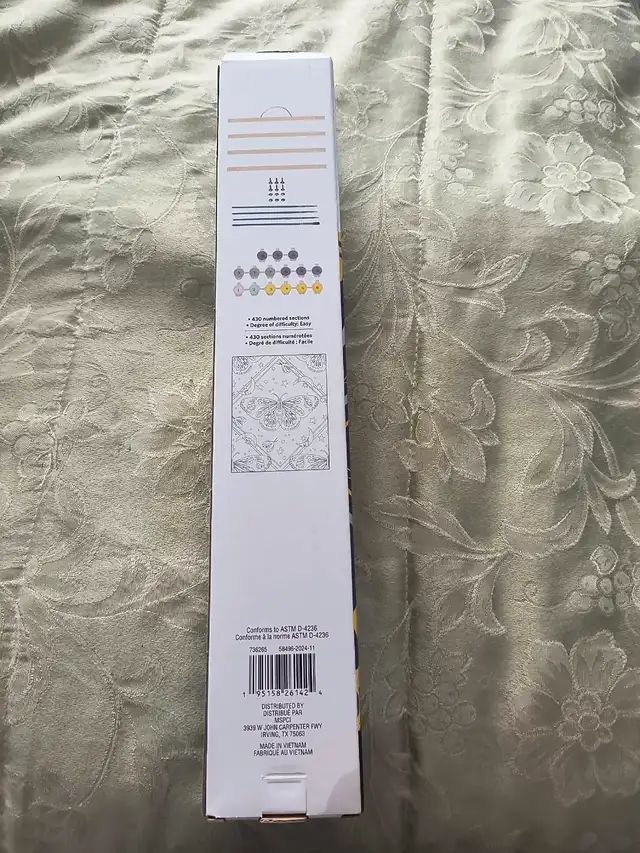 • 430 numbered sections
• Degree of difficulty: Easy
• 430 sections numérotées
• Degré de difficulté : Facile
Conforms to ASTM D-4236
Conforme à la norme ASTM D-4236
736265 58496-2024-11
1 95158 26142 4
DISTRIBUTED BY
DISTRIBUÉ PAR
MSPCI
3939 W JOHN CARPENTER FWY
IRVING, TX 75063
MADE IN VIETNAM
FABRIQUÉ AU VIETNAM